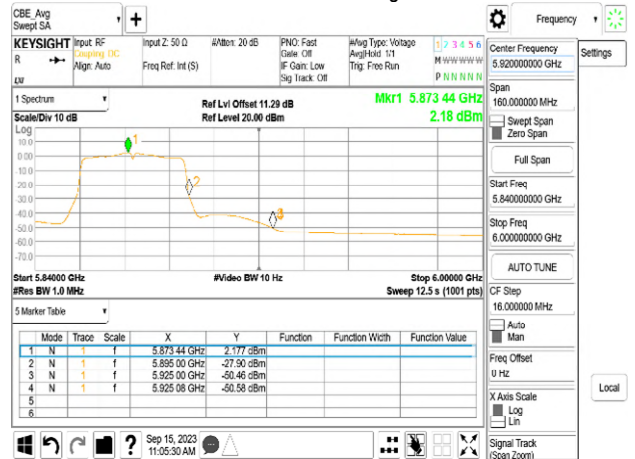 CBE_Avg
Swept SA
+
Frequency
KEYSIGHT
Input: RF
Coupling: DC
Align: Auto
Input Z: 50 Ω
Freq Ref: Int (S)
#Atten: 20 dB
PNO: Fast
Gate: Off
IF Gain: Low
Sig Track: Off
#Avg Type: Voltage
Avg|Hold: 1/1
Trig: Free Run
1 2 3 4 5 6
M W W W W W
P N N N N N
R
LXI
1 Spectrum
Scale/Div 10 dB
Log
Ref Lvl Offset 11.29 dB
Ref Level 20.00 dBm
Mkr1 5.873 44 GHz
2.18 dBm
10.0
0.00
-10.0
-20.0
-30.0
-40.0
-50.0
-60.0
-70.0
1
2
Start 5.84000 GHz
#Res BW 1.0 MHz
#Video BW 10 Hz
Stop 6.00000 GHz
Sweep 12.5 s (1001 pts)
5 Marker Table
Mode Trace Scale X Y Function Function Width Function Value
1 N 1 f 5.873 44 GHz 2.177 dBm
2 N 1 f 5.895 00 GHz -27.90 dBm
3 N 1 f 5.925 00 GHz -50.46 dBm
4 N 1 f 5.925 08 GHz -50.58 dBm
5
6
?
Sep 15, 2023
11:05:30 AM
Center Frequency
5.920000000 GHz
Settings
Span
160.000000 MHz
Swept Span
Zero Span
Full Span
Start Freq
5.840000000 GHz
Stop Freq
6.000000000 GHz
AUTO TUNE
CF Step
16.000000 MHz
Auto
Man
Freq Offset
0 Hz
X Axis Scale
Log
Lin
Local
Signal Track
(Span Zoom)